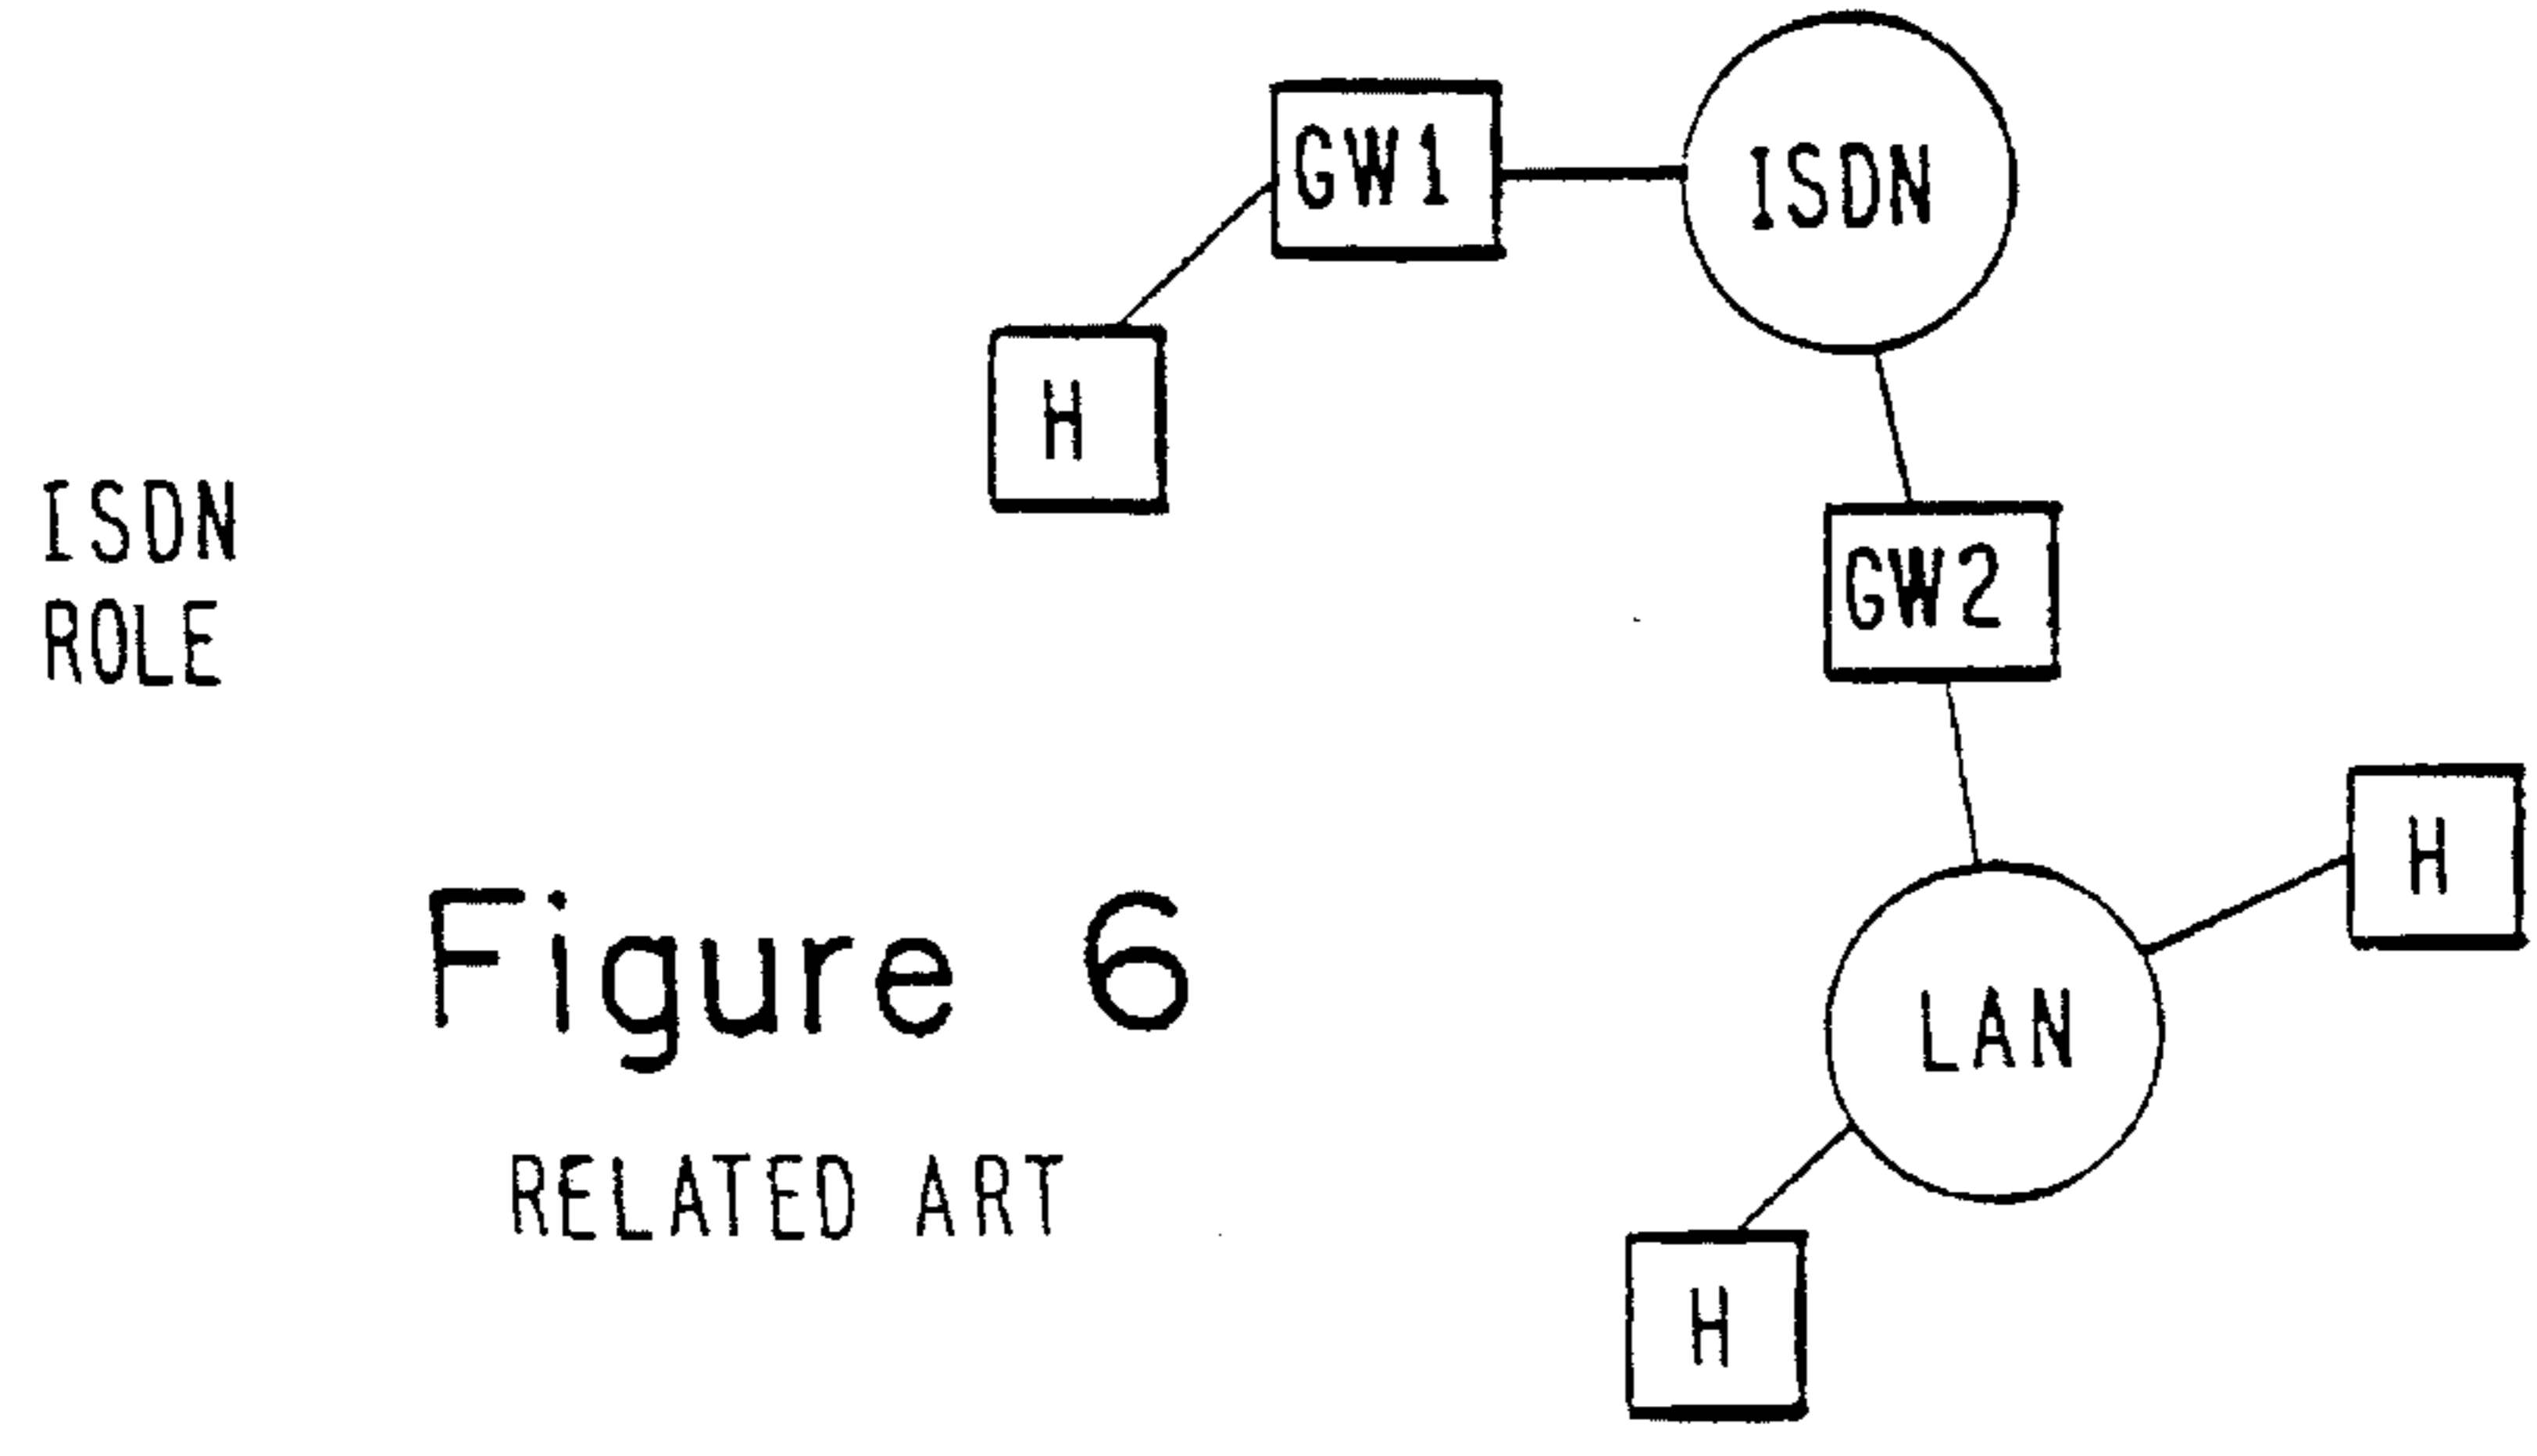 ISDN
GW1
H
ISDN
ROLE
GW2
H
Figure 6
LAN
RELATED ART
H